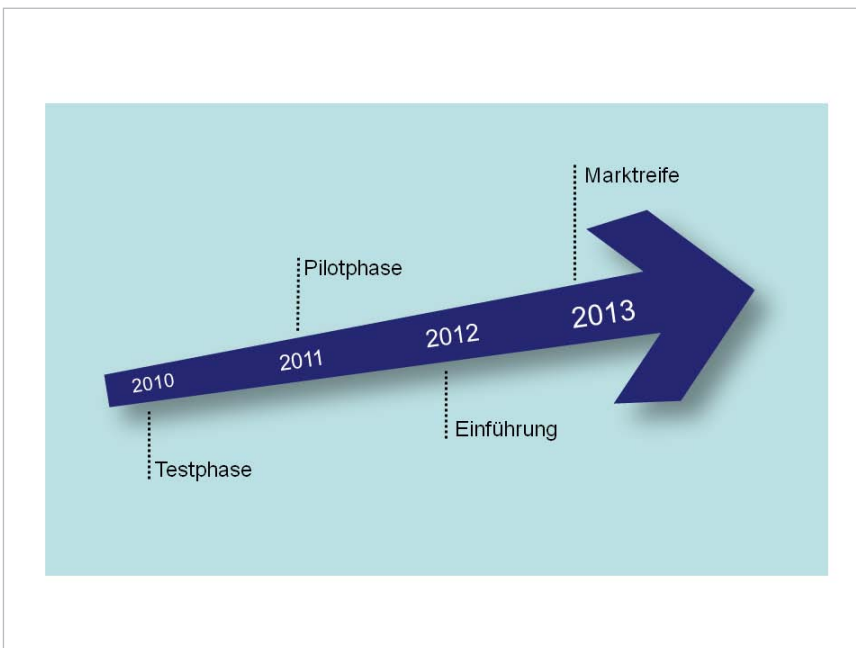 Marktreife
Pilotphase
2010
2011
2012
2013
Einführung
Testphase